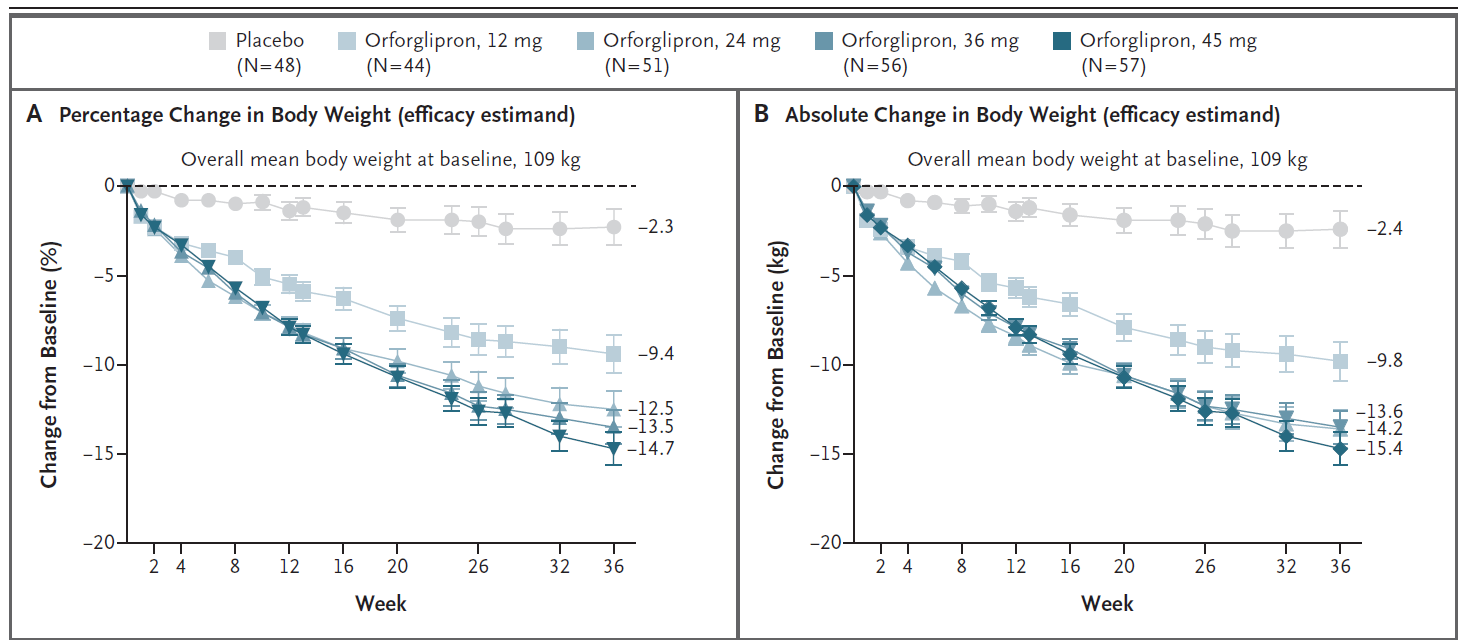 Placebo (N=48)
Orforglipron, 12 mg (N=44)
Orforglipron, 24 mg (N=51)
Orforglipron, 36 mg (N=56)
Orforglipron, 45 mg (N=57)
A Percentage Change in Body Weight (efficacy estimand)
Overall mean body weight at baseline, 109 kg
Change from Baseline (%)
0
−5
−10
−15
−20
−2.3
−9.4
−12.5
−13.5
−14.7
2 4 8 12 16 20 26 32 36
Week
B Absolute Change in Body Weight (efficacy estimand)
Overall mean body weight at baseline, 109 kg
Change from Baseline (kg)
0
−5
−10
−15
−20
−2.4
−9.8
−13.6
−14.2
−15.4
2 4 8 12 16 20 26 32 36
Week